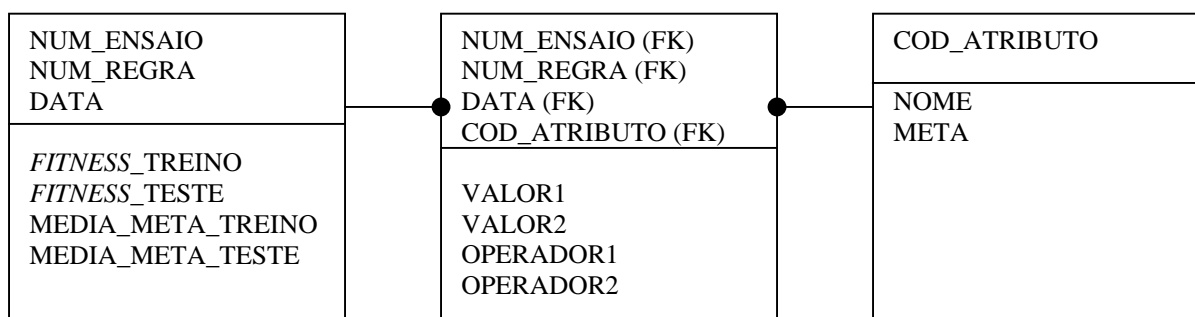 NUM_ENSAIO
NUM_REGRA
DATA
FITNESS_TREINO
FITNESS_TESTE
MEDIA_META_TREINO
MEDIA_META_TESTE
NUM_ENSAIO (FK)
NUM_REGRA (FK)
DATA (FK)
COD_ATRIBUTO (FK)
VALOR1
VALOR2
OPERADOR1
OPERADOR2
COD_ATRIBUTO
NOME
META